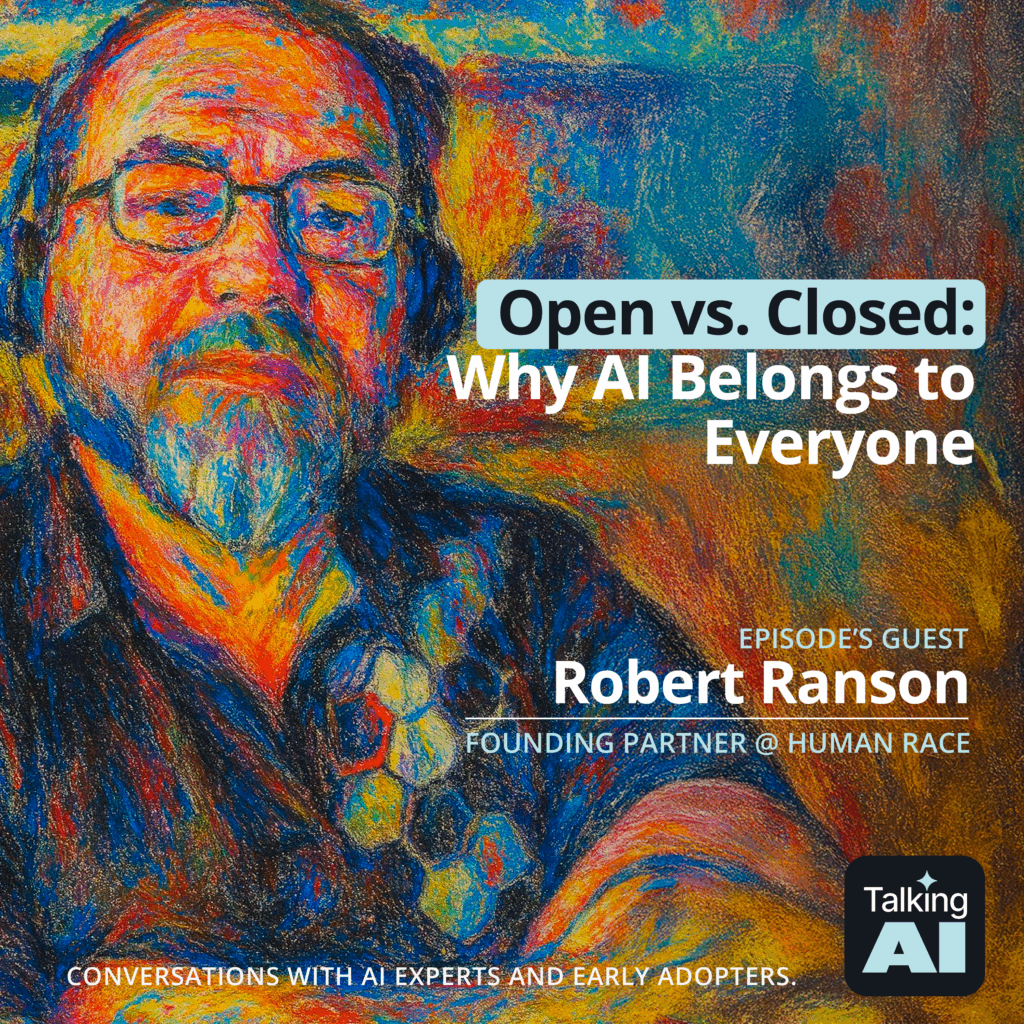 Open vs. Closed:
Why AI Belongs to
Everyone
EPISODE’S GUEST
Robert Ranson
FOUNDING PARTNER @ HUMAN RACE
Talking
AI
CONVERSATIONS WITH AI EXPERTS AND EARLY ADOPTERS.